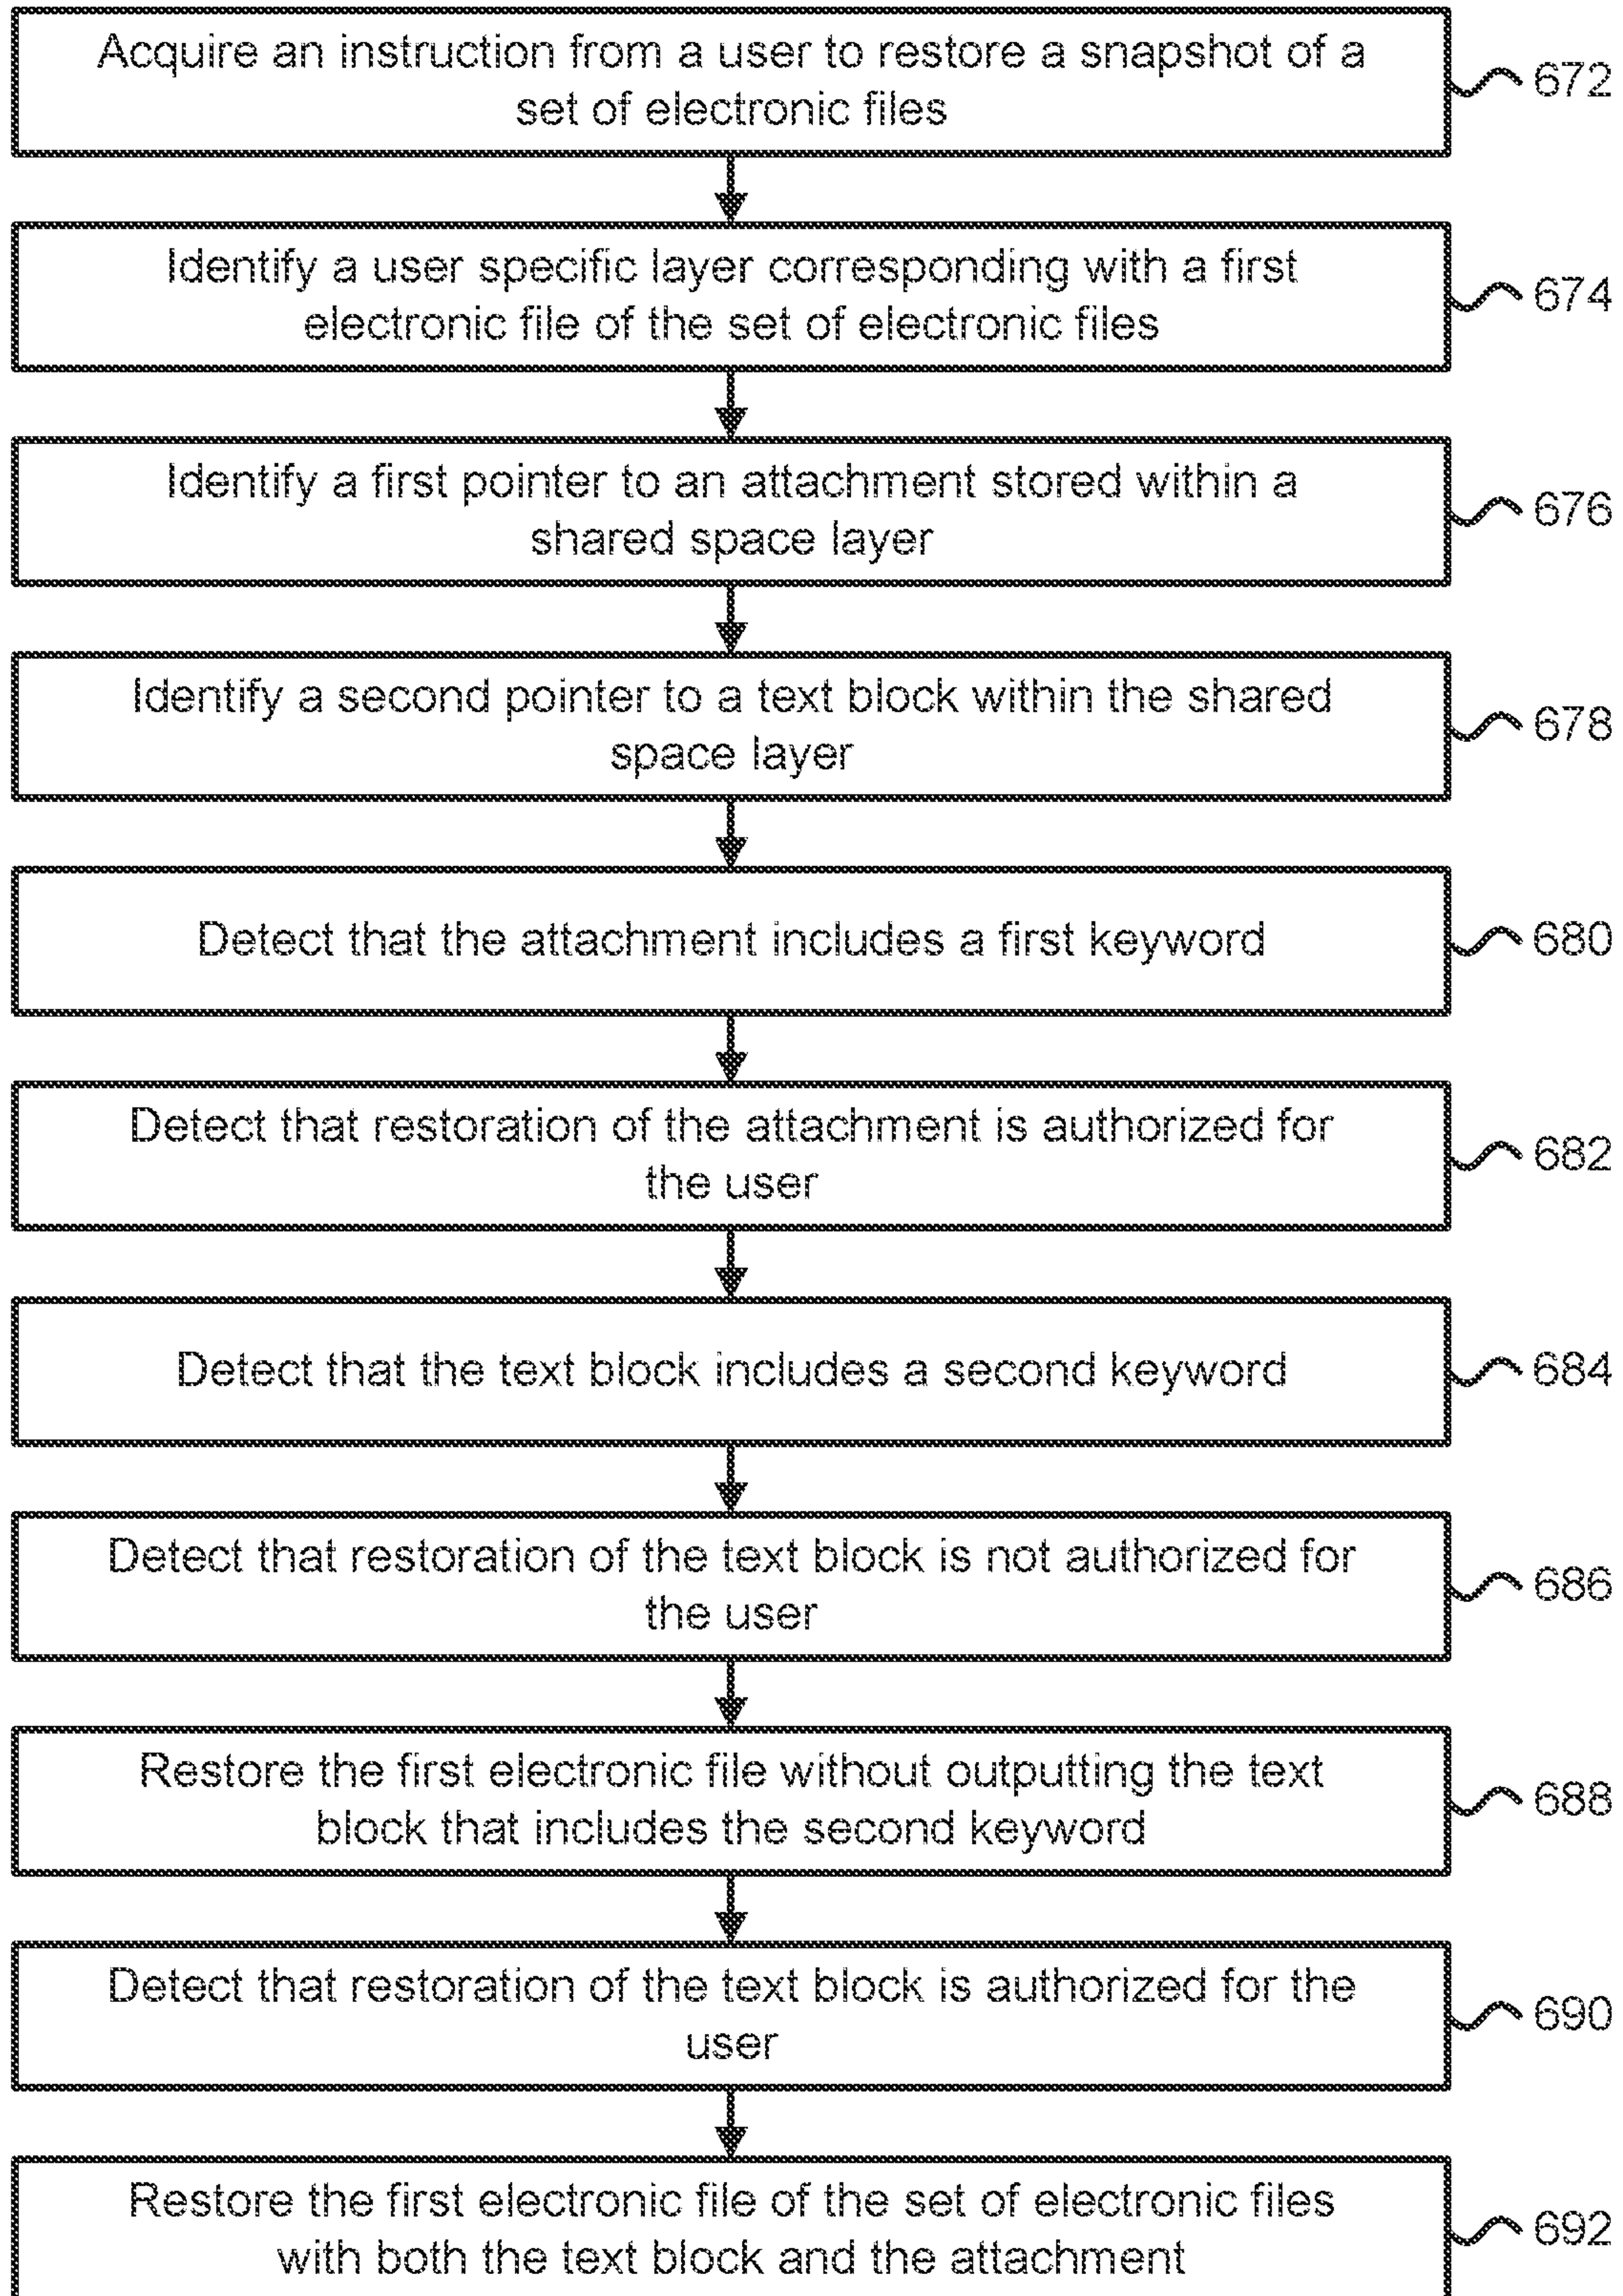 Acquire an instruction from a user to restore a snapshot of a
set of electronic files
672
Identify a user specific layer corresponding with a first
electronic file of the set of electronic files
674
Identify a first pointer to an attachment stored within a
shared space layer
676
Identify a second pointer to a text block within the shared
space layer
678
Detect that the attachment includes a first keyword
680
Detect that restoration of the attachment is authorized for
the user
682
Detect that the text block includes a second keyword
684
Detect that restoration of the text block is not authorized for
the user
686
Restore the first electronic file without outputting the text
block that includes the second keyword
688
Detect that restoration of the text block is authorized for the
user
690
Restore the first electronic file of the set of electronic files
with both the text block and the attachment
692